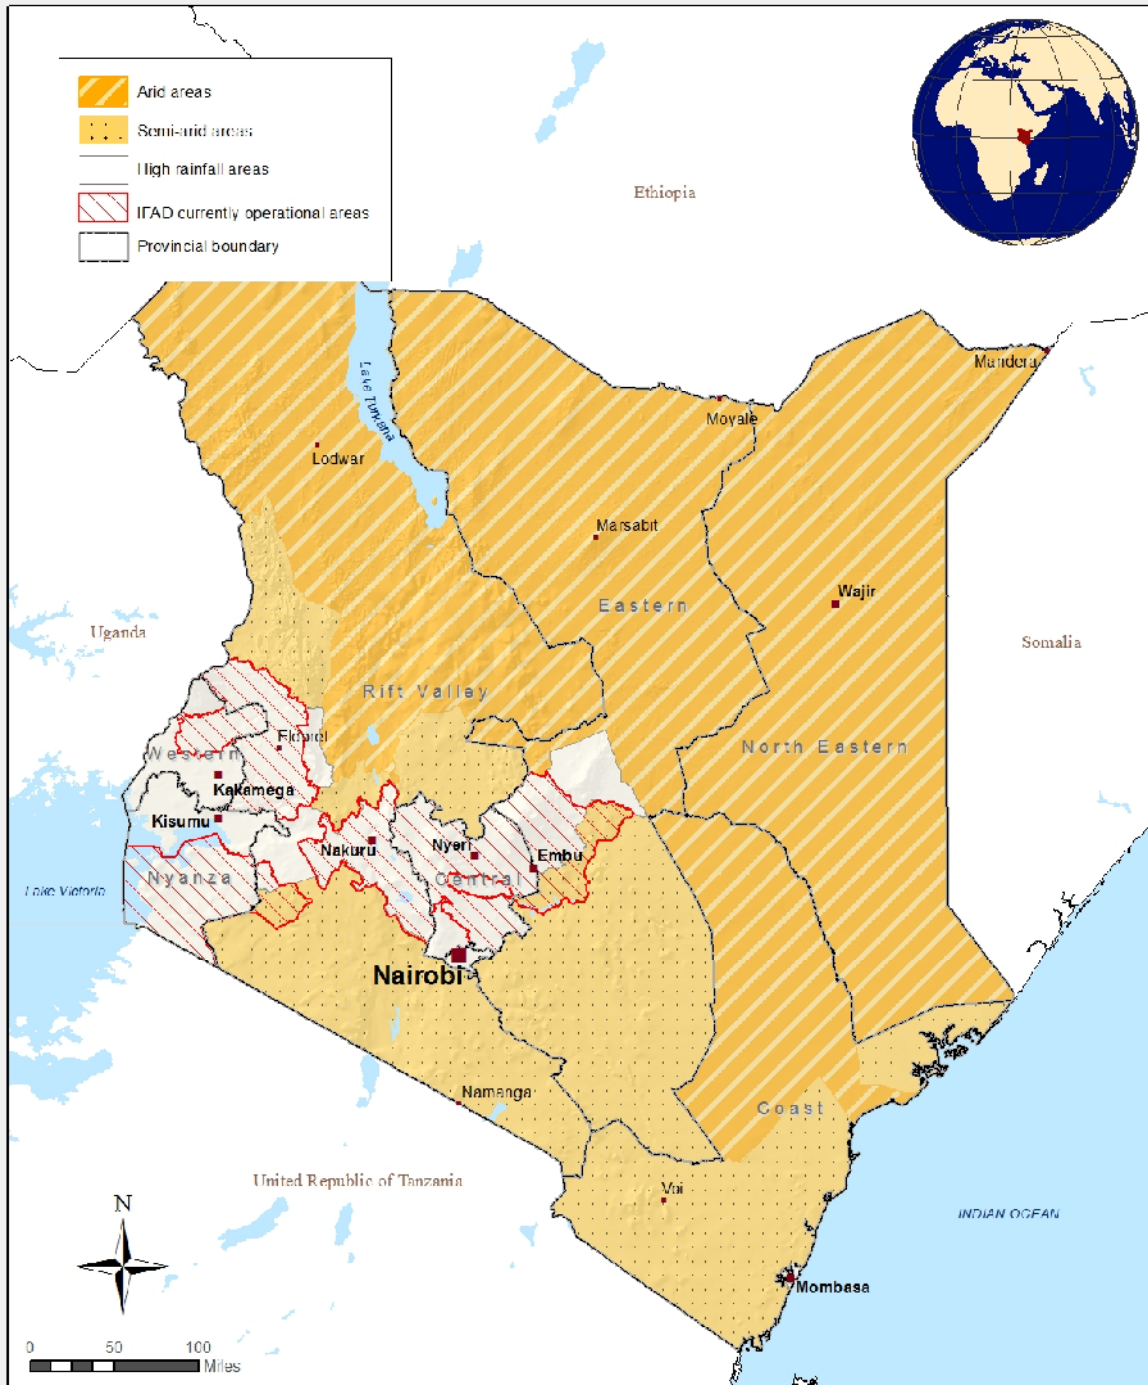 Arid areas
Semi-arid areas
High rainfall areas
IFAD currently operational areas
Provincial boundary
Ethiopia
Mandera
Moyale
Lake Turkana
Lodwar
Marsabit
Wajir
Eastern
Uganda
Somalia
Rift Valley
Eldoret
Western
North Eastern
Kakamega
Kisumu
Nakuru
Nyeri
Embu
Nyanza
Central
Lake Victoria
Nairobi
Namanga
Coast
United Republic of Tanzania
Voi
N
INDIAN OCEAN
Mombasa
0 50 100
Miles